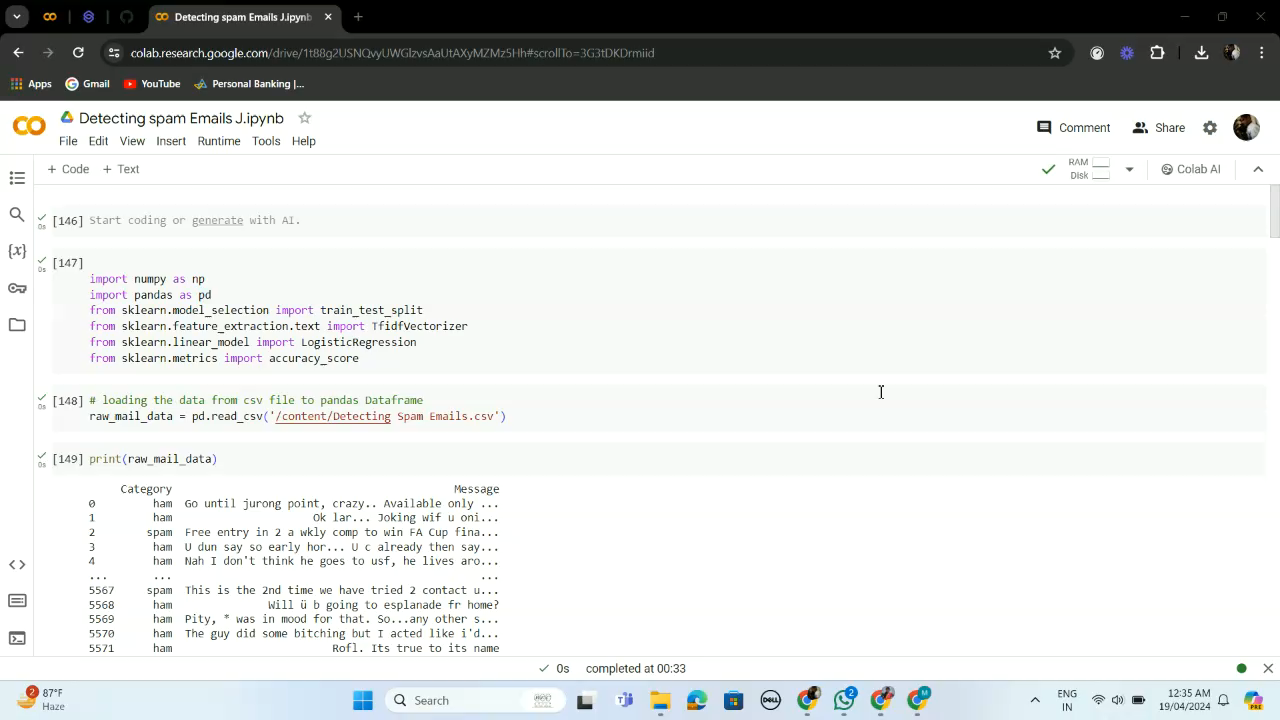 Detecting spam Emails J.ipynb
colab.research.google.com/drive/1t88g2USNQvyUWGlzvsAaUtAXyMZMz5Hh#scrollTo=3G3tDKDrmiid
Apps Gmail YouTube Personal Banking |...
Detecting spam Emails J.ipynb
Comment Share
File Edit View Insert Runtime Tools Help
+ Code + Text
RAM
Disk
Colab AI
[146] Start coding or generate with AI.
0s
[147]
0s
import numpy as np
import pandas as pd
from sklearn.model_selection import train_test_split
from sklearn.feature_extraction.text import TfidfVectorizer
from sklearn.linear_model import LogisticRegression
from sklearn.metrics import accuracy_score
[148] # loading the data from csv file to pandas Dataframe
0s
raw_mail_data = pd.read_csv('/content/Detecting Spam Emails.csv')
[149] print(raw_mail_data)
0s
Category Message
0 ham Go until jurong point, crazy.. Available only ...
1 ham Ok lar... Joking wif u oni...
2 spam Free entry in 2 a wkly comp to win FA Cup fina...
3 ham U dun say so early hor... U c already then say...
4 ham Nah I don't think he goes to usf, he lives aro...
... ... ...
5567 spam This is the 2nd time we have tried 2 contact u...
5568 ham Will ü b going to esplanade fr home?
5569 ham Pity, * was in mood for that. So...any other s...
5570 ham The guy did some bitching but I acted like i'd...
5571 ham Rofl. Its true to its name
0s completed at 00:33
2 87°F
Haze
Search
DELL
2
M
ENG
IN
12:35 AM
19/04/2024
PRE